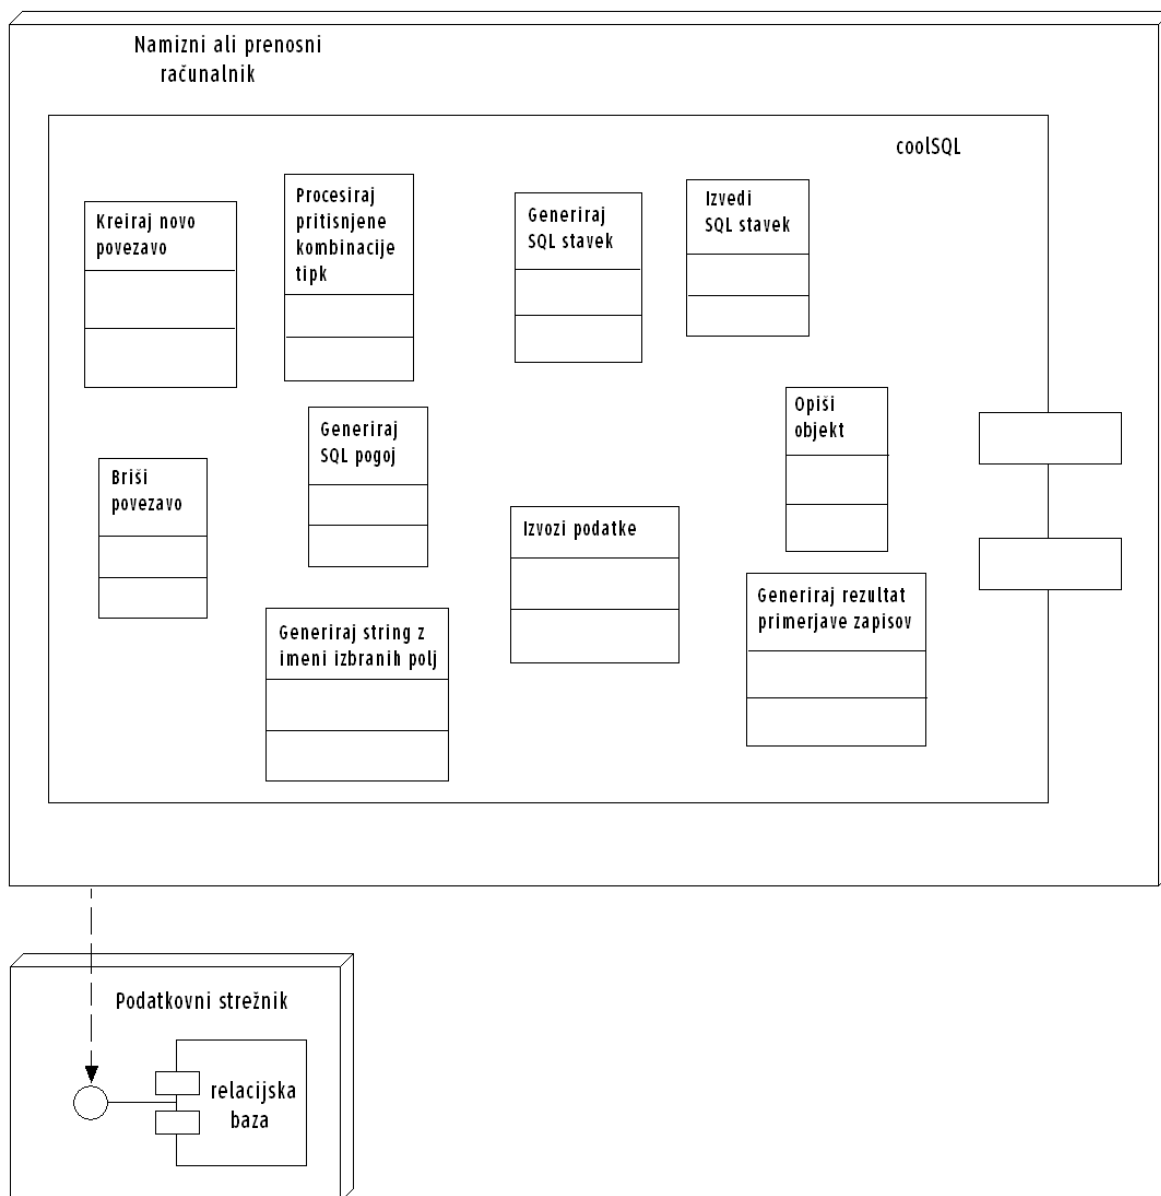 Namizni ali prenosni
računalnik
coolSQL
Kreiraj novo
povezavo
Procesiraj
pritisnjene
kombinacije
tipk
Generiraj
SQL stavek
Izvedi
SQL stavek
Briši
povezavo
Generiraj
SQL pogoj
Izvozi podatke
Opiši
objekt
Generiraj string z
imeni izbranih polj
Generiraj rezultat
primerjave zapisov
Podatkovni strežnik
relacijska
baza